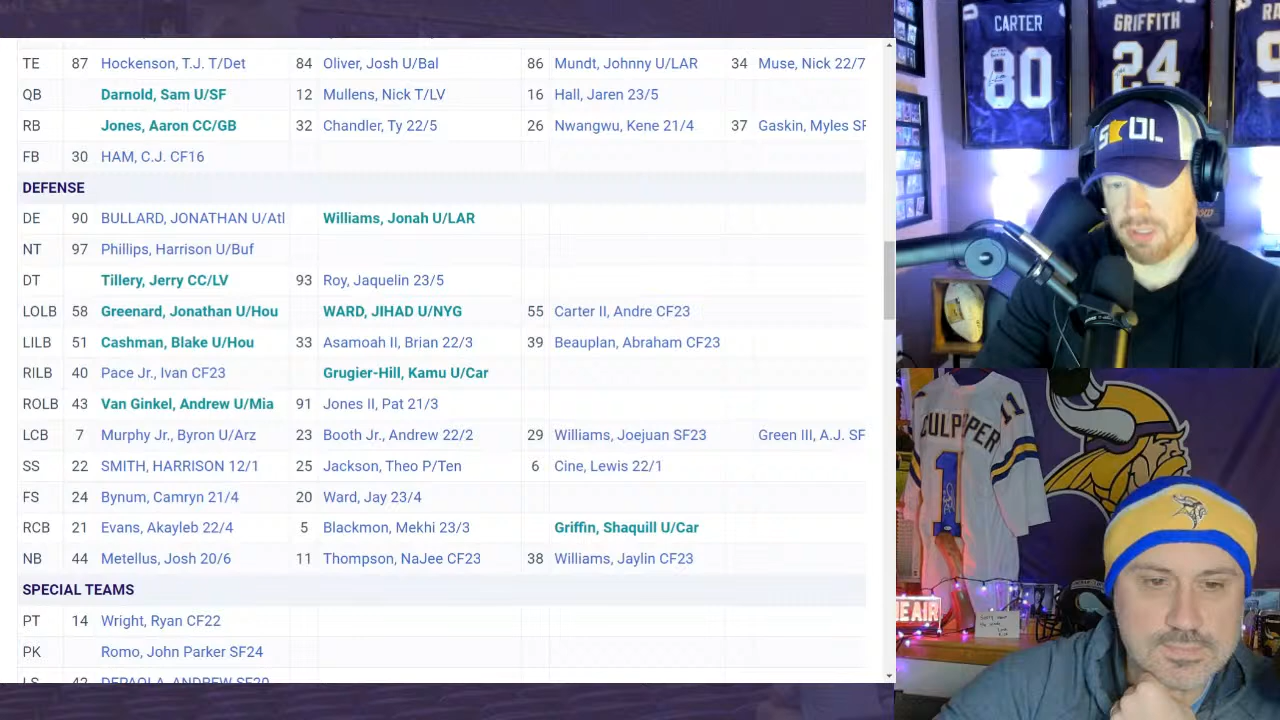 TE 87 Hockenson, T.J. T/Det 84 Oliver, Josh U/Bal 86 Mundt, Johnny U/LAR 34 Muse, Nick 22/7
QB Darnold, Sam U/SF 12 Mullens, Nick T/LV 16 Hall, Jaren 23/5
RB Jones, Aaron CC/GB 32 Chandler, Ty 22/5 26 Nwangwu, Kene 21/4 37 Gaskin, Myles SF
FB 30 HAM, C.J. CF16
DEFENSE
DE 90 BULLARD, JONATHAN U/Atl Williams, Jonah U/LAR
NT 97 Phillips, Harrison U/Buf
DT Tillery, Jerry CC/LV 93 Roy, Jaquelin 23/5
LOLB 58 Greenard, Jonathan U/Hou WARD, JIHAD U/NYG 55 Carter II, Andre CF23
LILB 51 Cashman, Blake U/Hou 33 Asamoah II, Brian 22/3 39 Beauplan, Abraham CF23
RILB 40 Pace Jr., Ivan CF23 Grugier-Hill, Kamu U/Car
ROLB 43 Van Ginkel, Andrew U/Mia 91 Jones II, Pat 21/3
LCB 7 Murphy Jr., Byron U/Arz 23 Booth Jr., Andrew 22/2 29 Williams, Joejuan SF23 Green III, A.J. SF
SS 22 SMITH, HARRISON 12/1 25 Jackson, Theo P/Ten 6 Cine, Lewis 22/1
FS 24 Bynum, Camryn 21/4 20 Ward, Jay 23/4
RCB 21 Evans, Akayleb 22/4 5 Blackmon, Mekhi 23/3 Griffin, Shaquill U/Car
NB 44 Metellus, Josh 20/6 11 Thompson, NaJee CF23 38 Williams, Jaylin CF23
SPECIAL TEAMS
PT 14 Wright, Ryan CF22
PK Romo, John Parker SF24
LS 42 DEPAOLA, ANDREW SF20
CARTER
80
GRIFFITH
24
RA
SKOL
CULPEPER
11
1